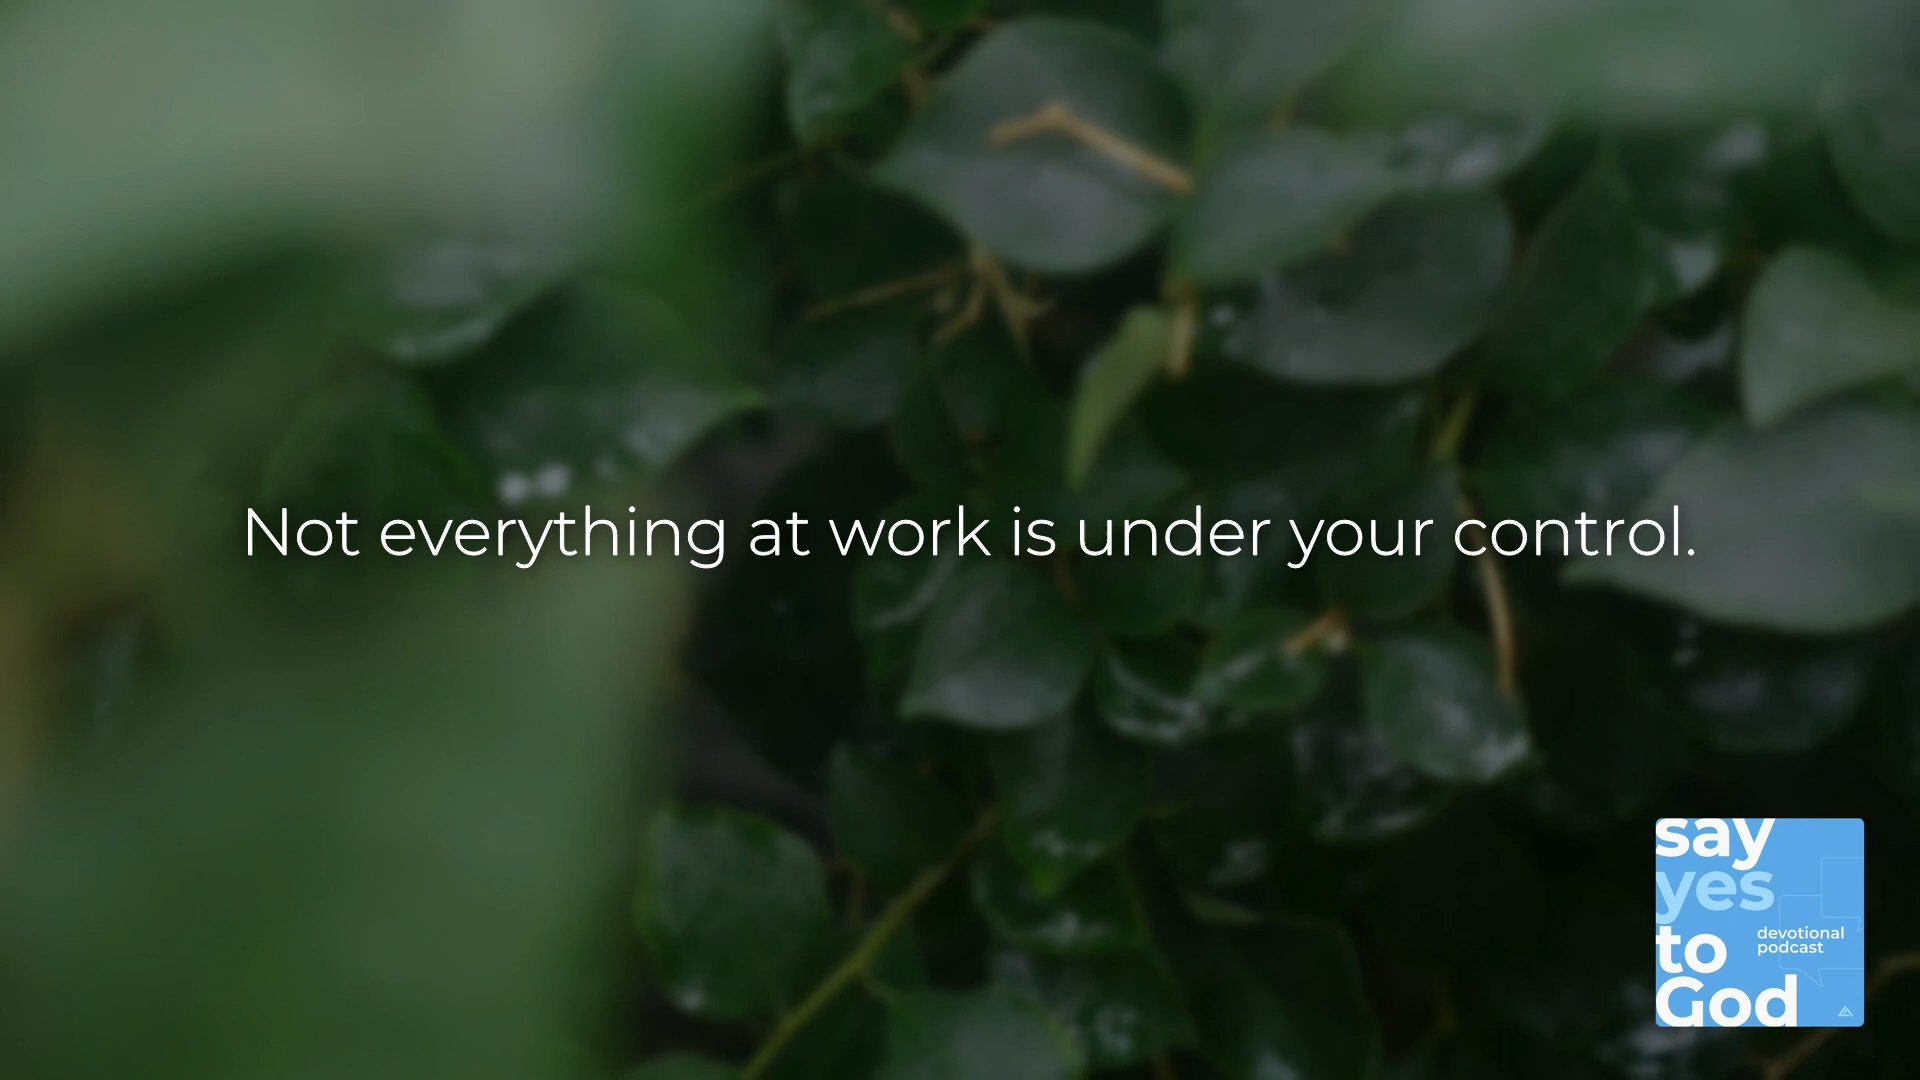 Not everything at work is under your control.
say
yes
to
God
devotional
podcast